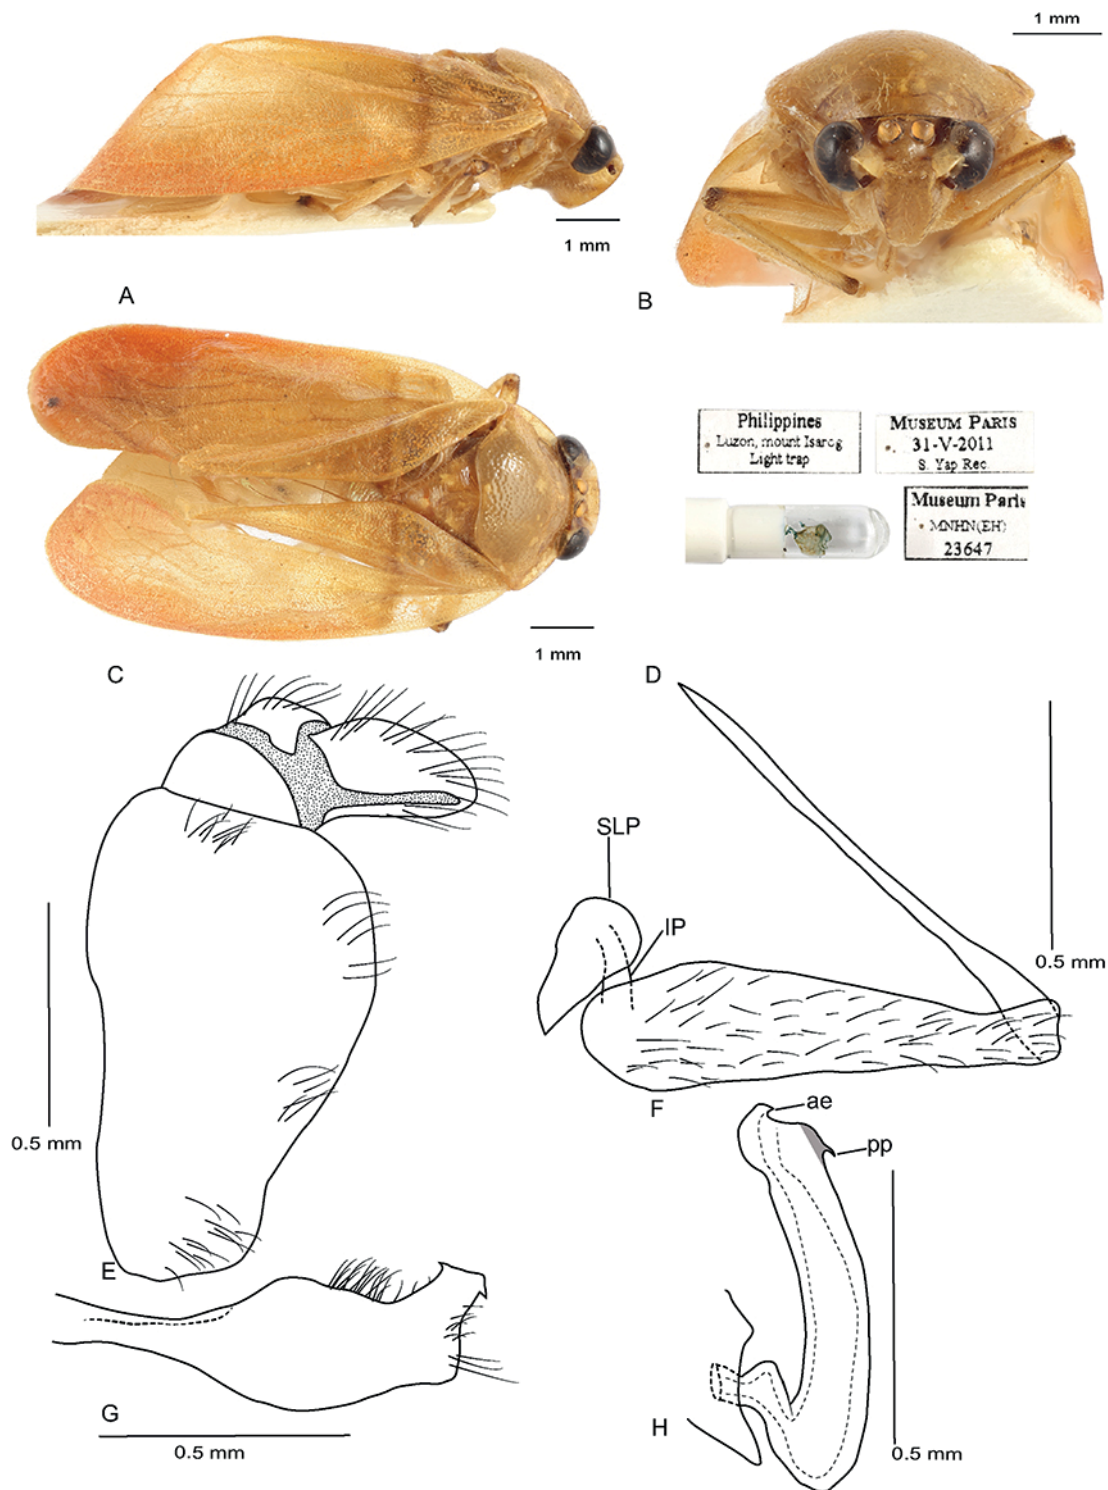 1 mm
1 mm
A
B
Philippines
Luzon, mount Isarog
Light trap
MUSEUM PARIS
31-V-2011
S. Yap Rec.
Museum Paris
MNHN(EH)
23647
1 mm
C
D
SLP
IP
0.5 mm
F
ae
pp
0.5 mm
E
G
0.5 mm
H
0.5 mm